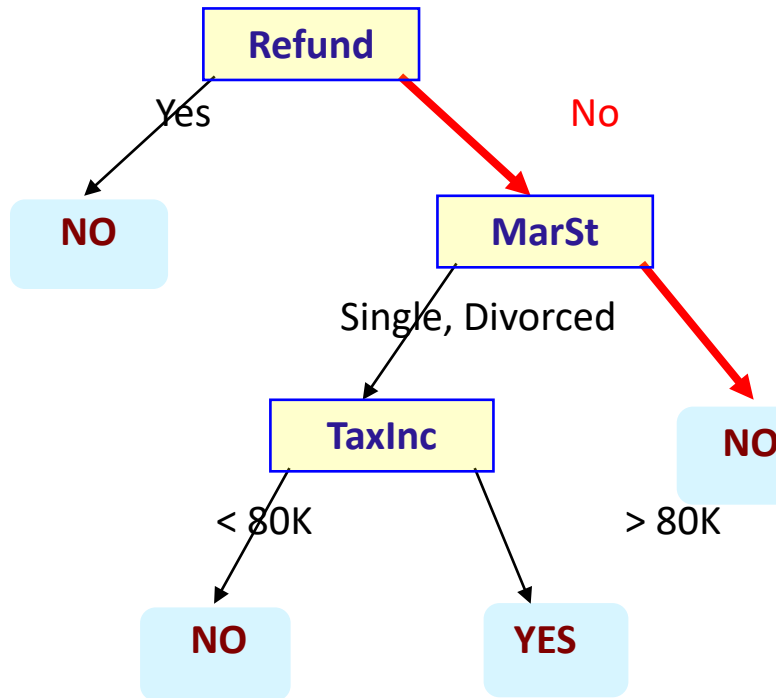 Refund
Yes
No
NO
MarSt
Single, Divorced
TaxInc
NO
< 80K
> 80K
NO
YES